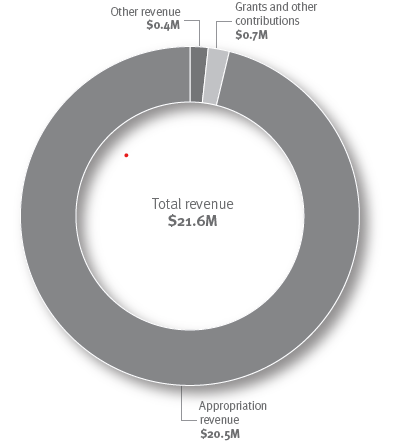 Other revenue
$0.4M
Grants and other
contributions
$0.7M
Total revenue
$21.6M
Appropriation
revenue
$20.5M